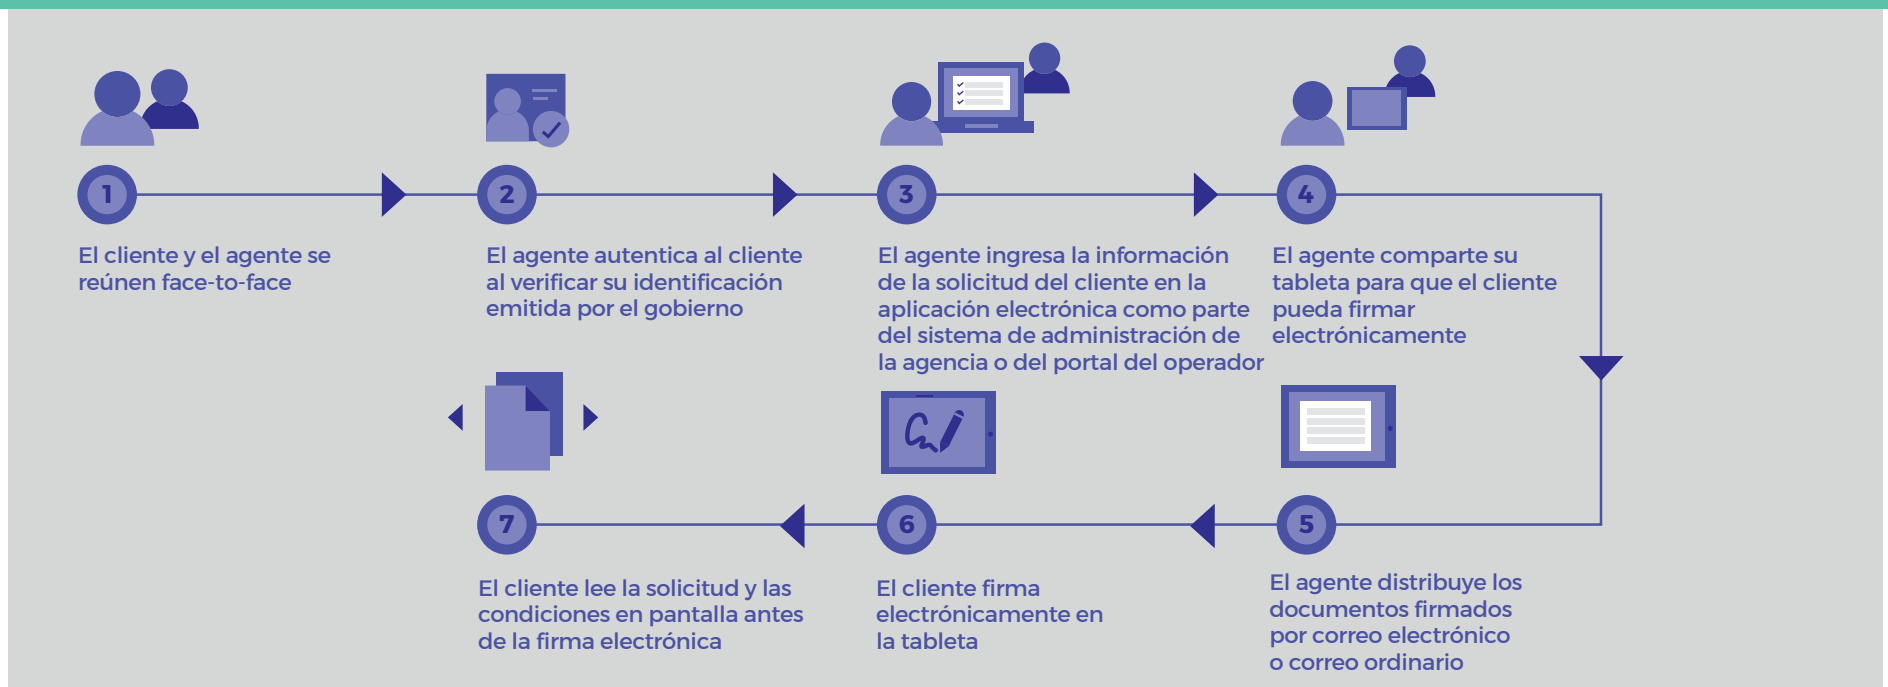 1
El cliente y el agente se
reúnen face-to-face
2
El agente autentica al cliente
al verificar su identificación
emitida por el gobierno
3
El agente ingresa la información
de la solicitud del cliente en la
aplicación electrónica como parte
del sistema de administración de
la agencia o del portal del operador
4
El agente comparte su
tableta para que el cliente
pueda firmar
electrónicamente
5
El agente distribuye los
documentos firmados
por correo electrónico
o correo ordinario
6
El cliente firma
electrónicamente en
la tableta
7
El cliente lee la solicitud y las
condiciones en pantalla antes
de la firma electrónica